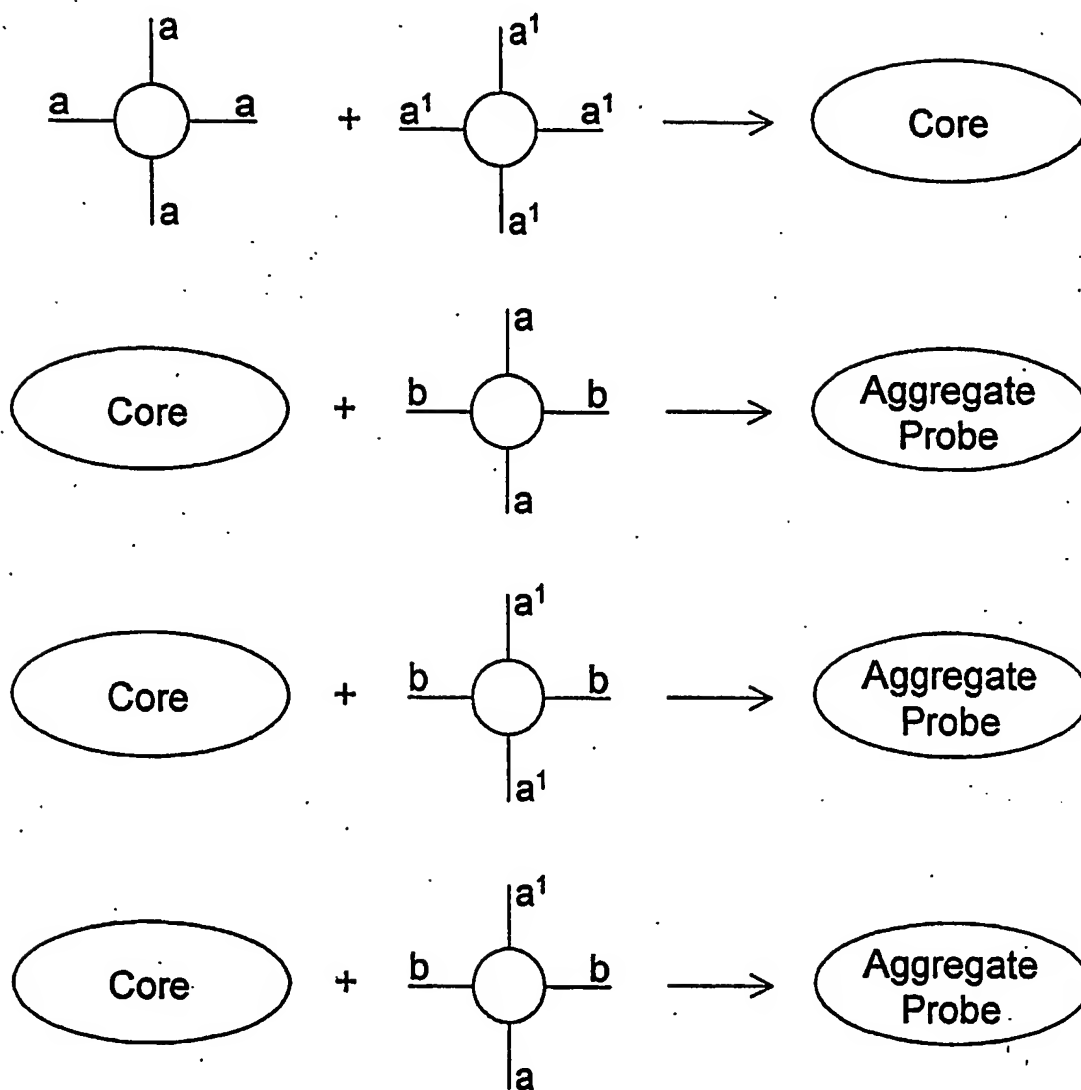 a a¹
a a + a¹ a¹ → Core
a a¹
a
Core + b b → Aggregate Probe
a
a¹
Core + b b → Aggregate Probe
a¹
a¹
Core + b b → Aggregate Probe
a